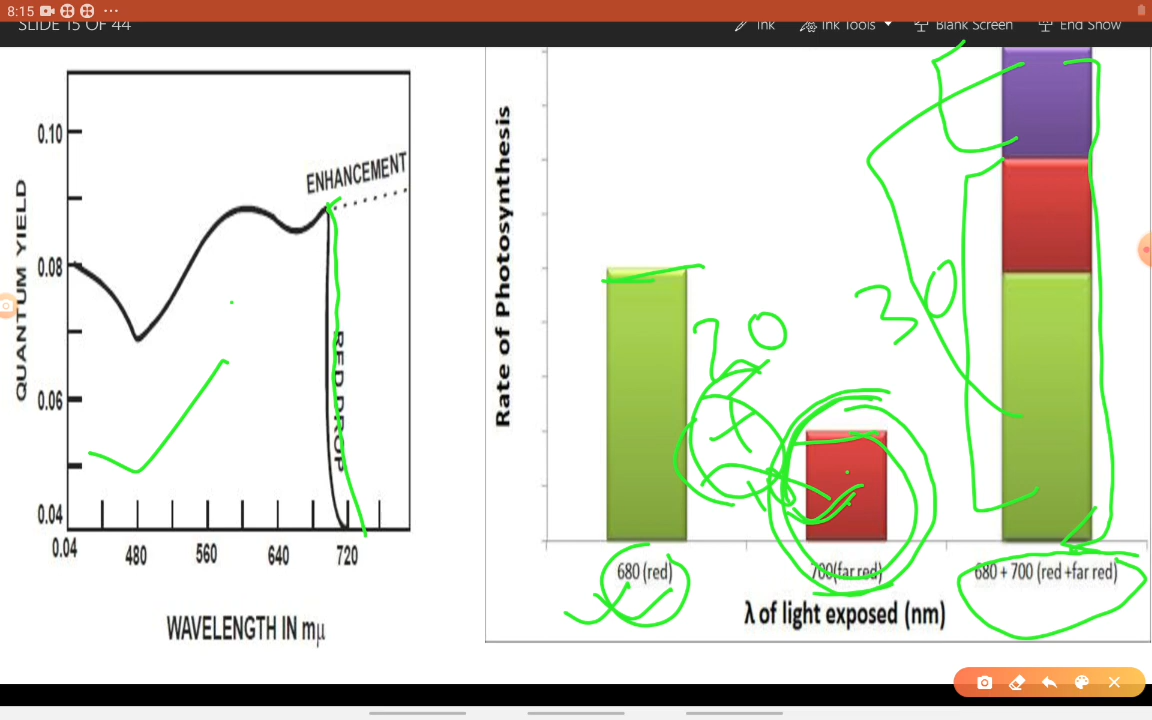 8:15
SLIDE 15 OF 44
Ink
Ink Tools
Blank Screen
End Show
QUANTUM YIELD
0.10
0.08
0.06
0.04
ENHANCEMENT
RED DROP
0.04 480 560 640 720
WAVELENGTH IN mμ
Rate of Photosynthesis
20
30
680 (red) 700(far red) 680 + 700 (red +far red)
λ of light exposed (nm)